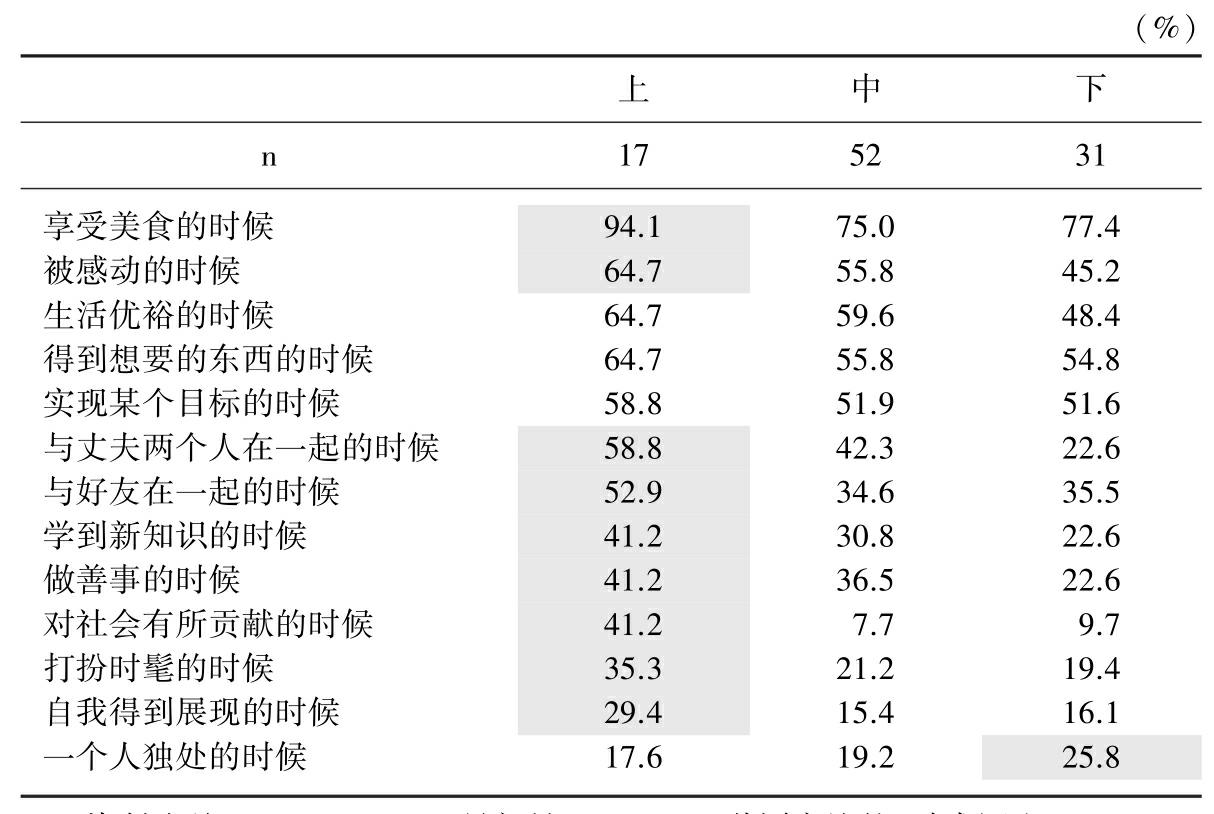 (%)
上 中 下
n 17 52 31
享受美食的时候 94.1 75.0 77.4
被感动的时候 64.7 55.8 45.2
生活优裕的时候 64.7 59.6 48.4
得到想要的东西的时候 64.7 55.8 54.8
实现某个目标的时候 58.8 51.9 51.6
与丈夫两个人在一起的时候 58.8 42.3 22.6
与好友在一起的时候 52.9 34.6 35.5
学到新知识的时候 41.2 30.8 22.6
做善事的时候 41.2 36.5 22.6
对社会有所贡献的时候 41.2 7.7 9.7
打扮时髦的时候 35.3 21.2 19.4
自我得到展现的时候 29.4 15.4 16.1
一个人独处的时候 17.6 19.2 25.8